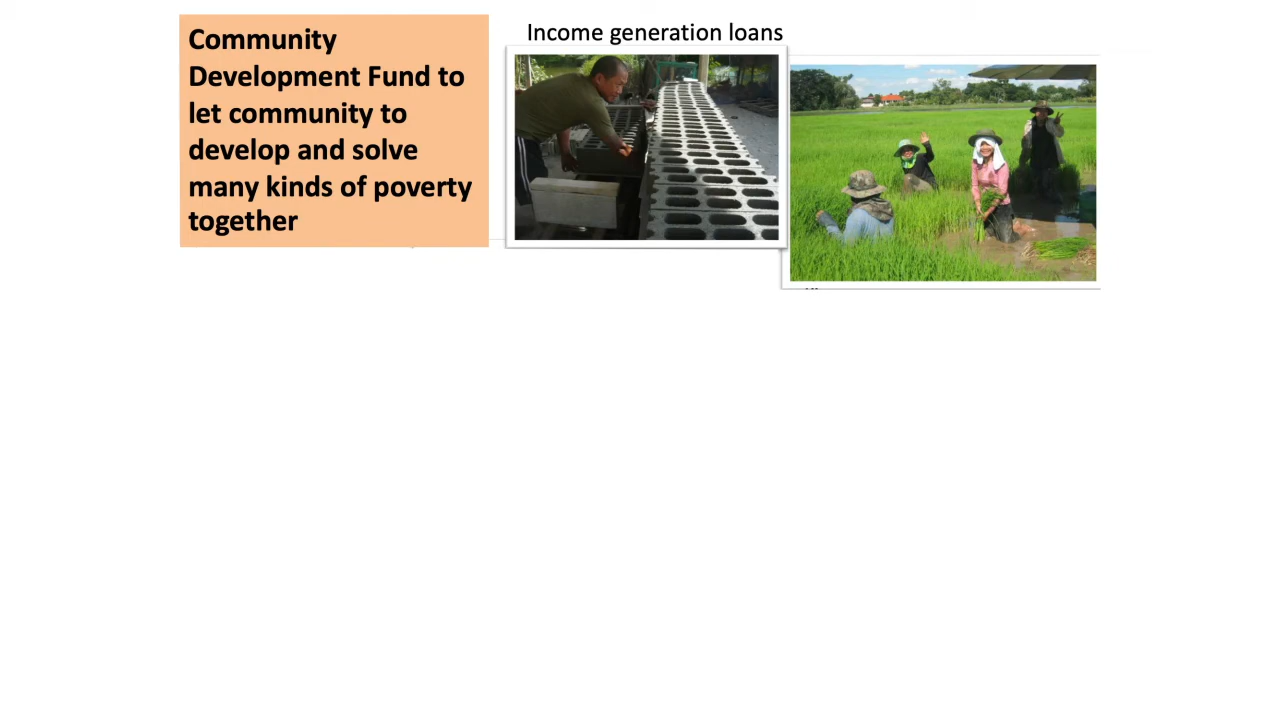 Community
Development Fund to
let community to
develop and solve
many kinds of poverty
together
Income generation loans